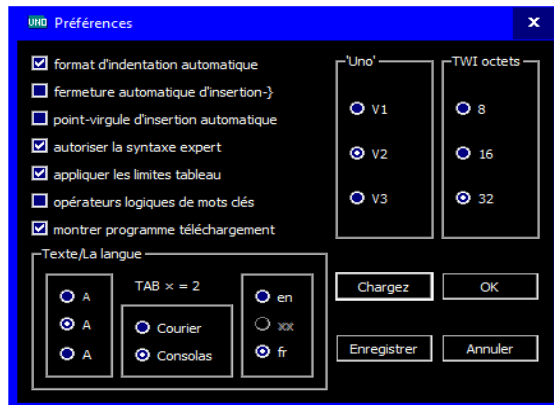 UNO Préférences x
format d'indentation automatique
fermeture automatique d'insertion-}
point-virgule d'insertion automatique
autoriser la syntaxe expert
appliquer les limites tableau
opérateurs logiques de mots clés
montrer programme téléchargement
'Uno'
V1
V2
V3
TWI octets
8
16
32
Texte/La langue
A
A
A
TAB × = 2
Courier
Consolas
en
xx
fr
Chargez
OK
Enregistrer
Annuler